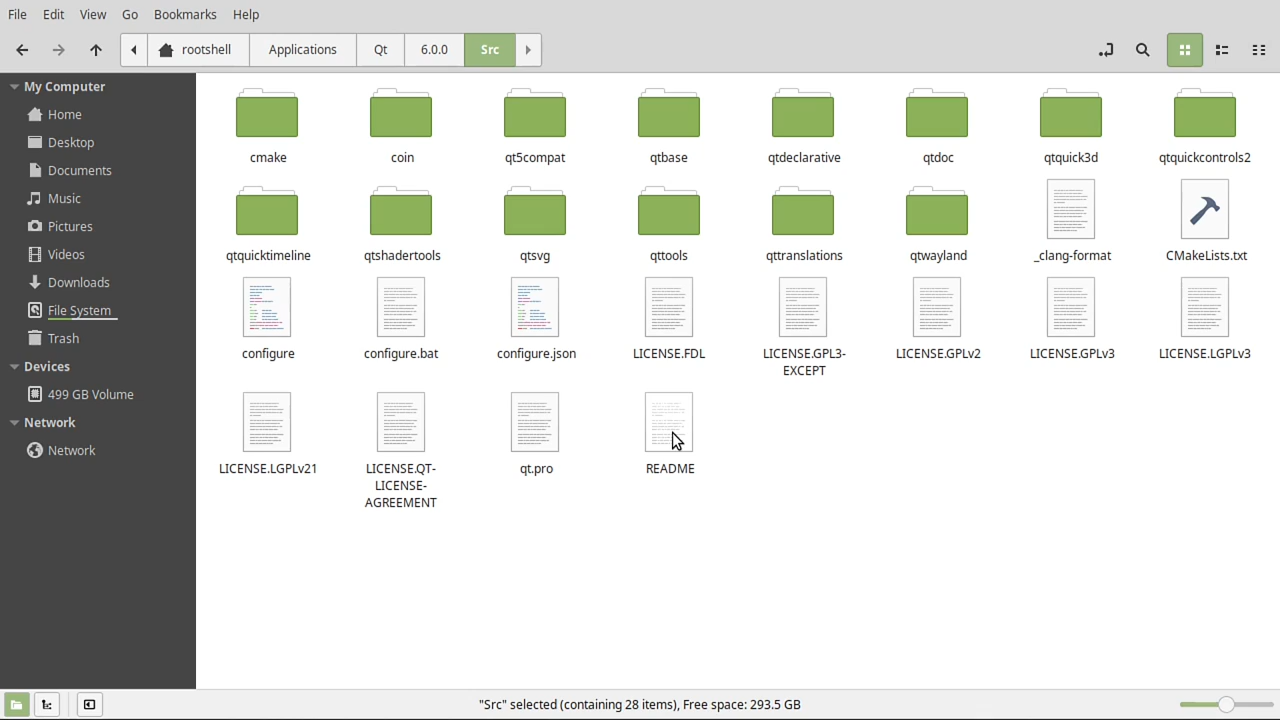 File Edit View Go Bookmarks Help
rootshell Applications Qt 6.0.0 Src
My Computer
Home
Desktop
Documents
Music
Pictures
Videos
Downloads
File System
Trash
Devices
499 GB Volume
Network
Network
cmake coin qt5compat qtbase qtdeclarative qtdoc qtquick3d qtquickcontrols2
qtquicktimeline qtshadertools qtsvg qttools qttranslations qtwayland _clang-format CMakeLists.txt
configure configure.bat configure.json LICENSE.FDL LICENSE.GPL3- LICENSE.GPLv2 LICENSE.GPLv3 LICENSE.LGPLv3
EXCEPT
LICENSE.LGPLv21 LICENSE.QT- qt.pro README
LICENSE-
AGREEMENT
"Src" selected (containing 28 items), Free space: 293.5 GB